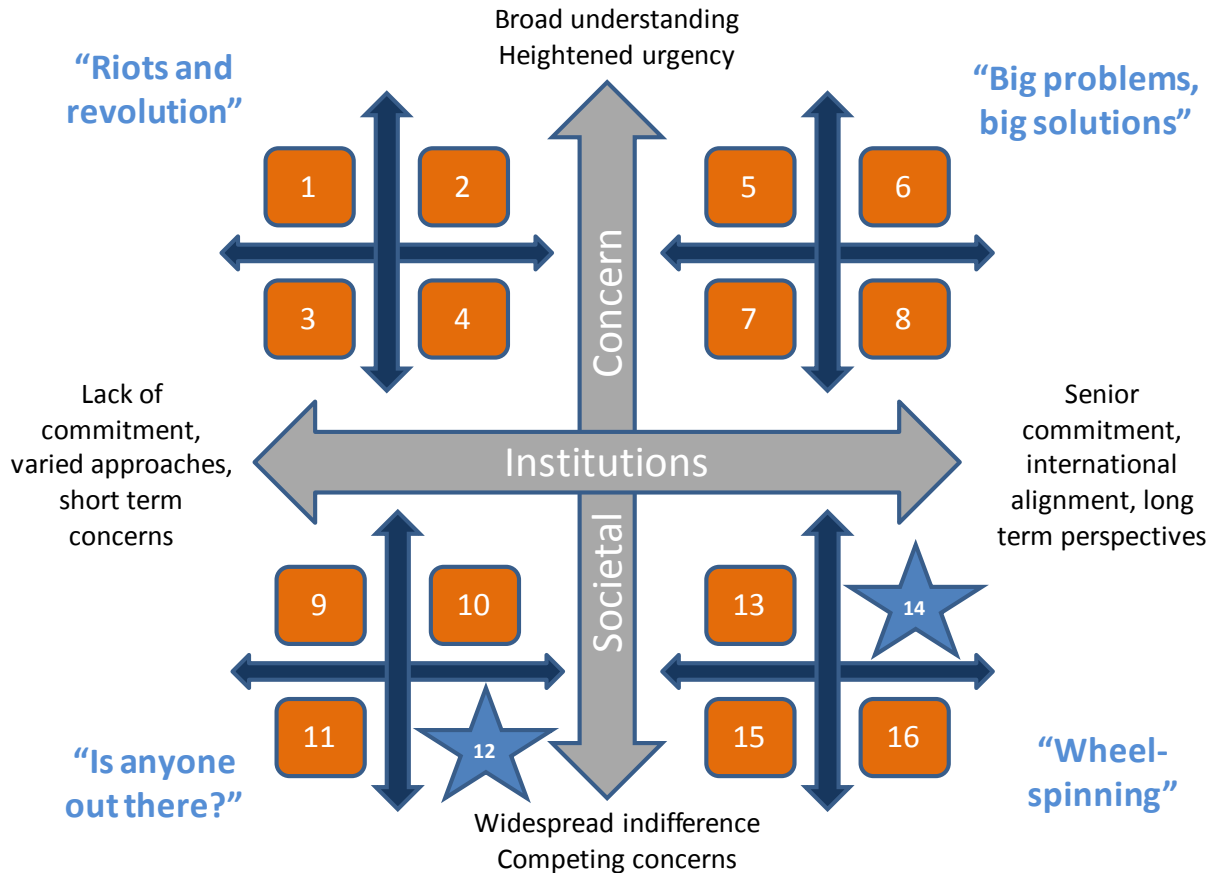 Broad understanding
Heightened urgency
“Riots and
revolution”
“Big problems,
big solutions”
1
2
5
6
3
4
7
8
Concern
Lack of
commitment,
varied approaches,
short term
concerns
Institutions
Senior
commitment,
international
alignment, long
term perspectives
Societal
9
10
13
14
11
12
15
16
“Is anyone
out there?”
“Wheel-
spinning”
Widespread indifference
Competing concerns